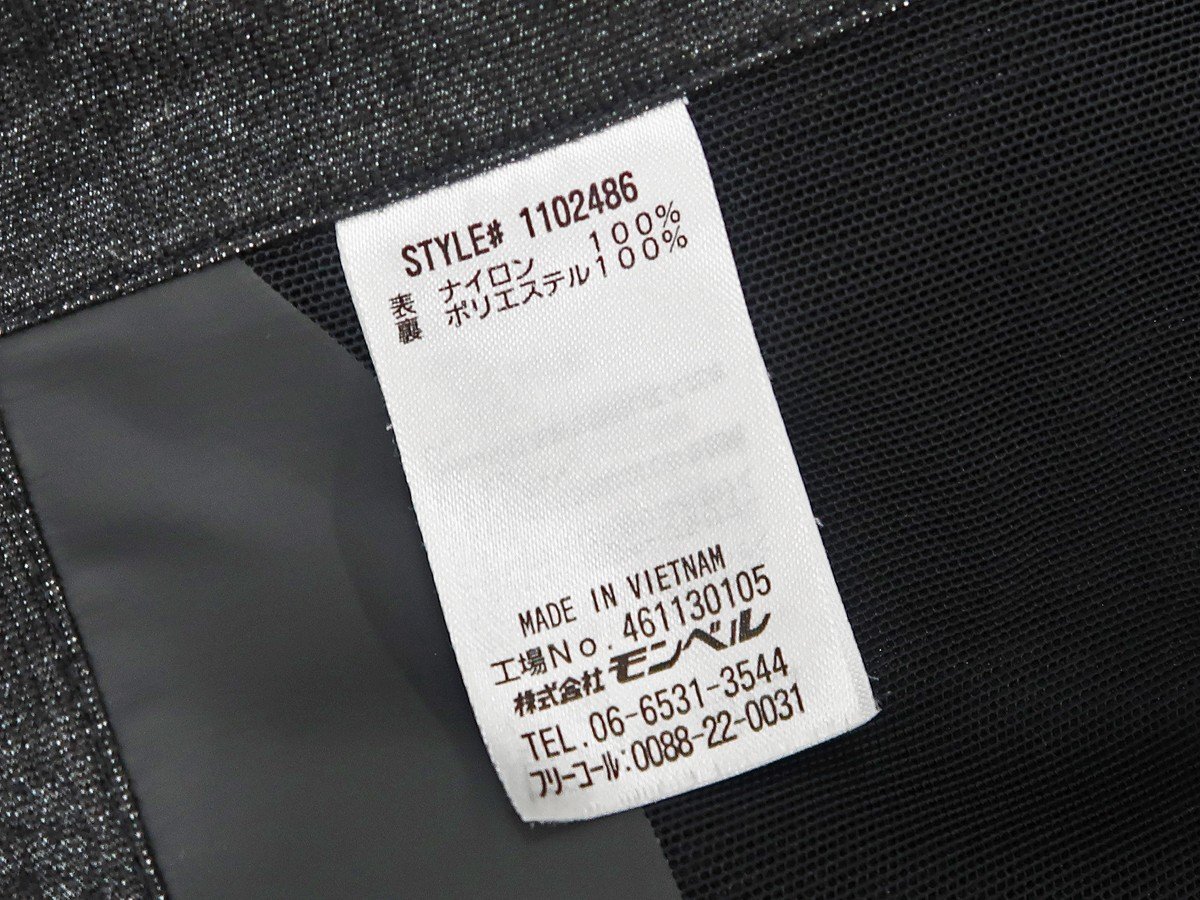 STYLE# 1102486
表 ナイロン 100%
裏 ポリエステル100%
MADE IN VIETNAM
工場No. 461130105
株式会社モンベル
TEL.06-6531-3544
フリーコール:0088-22-0031